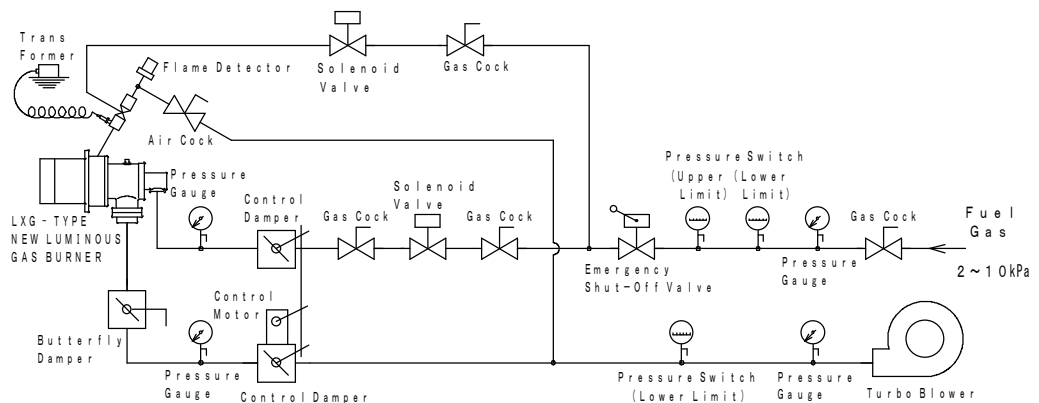 Trans
Former
Flame Detector
Solenoid
Valve
Gas Cock
Air Cock
Pressure
Gauge
Control
Damper
Gas Cock
Solenoid
Valve
Gas Cock
Pressure Switch
(Upper (Lower
Limit) Limit)
Gas Cock
Fuel
Gas
2~10kPa
Pressure
Gauge
Emergency
Shut-Off Valve
LXG-TYPE
NEW LUMINOUS
GAS BURNER
Control
Motor
Butterfly
Damper
Pressure
Gauge
Control Damper
Pressure Switch
(Lower Limit)
Pressure
Gauge
Turbo Blower